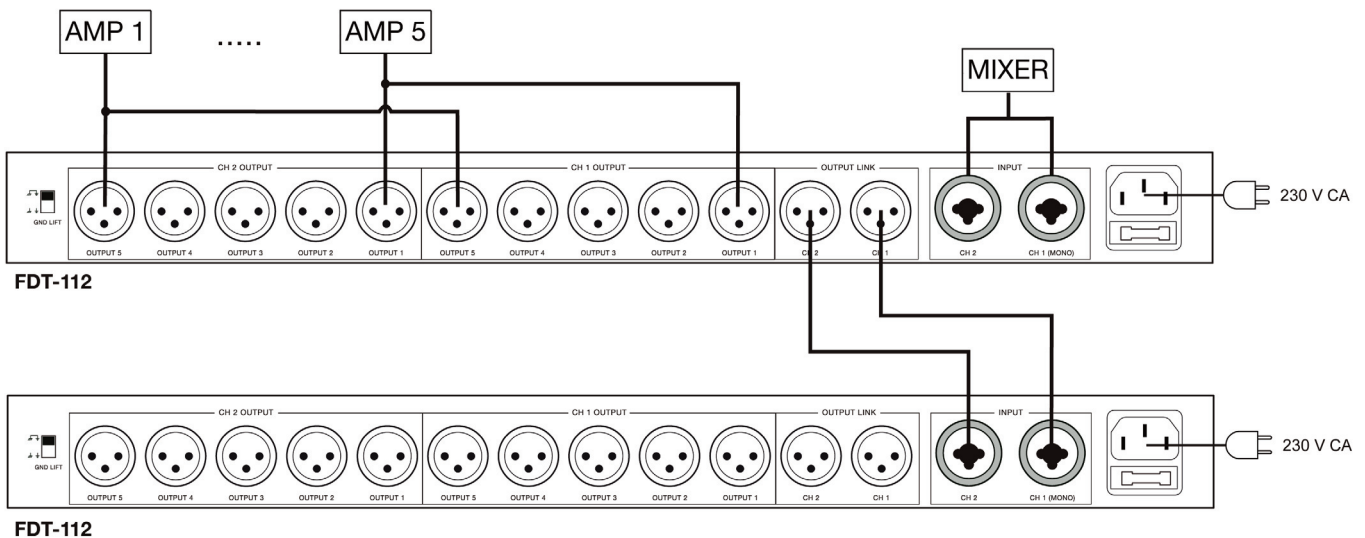 AMP 1 ..... AMP 5
MIXER
CH 2 OUTPUT CH 1 OUTPUT OUTPUT LINK INPUT
GND LIFT
230 V CA
OUTPUT 5 OUTPUT 4 OUTPUT 3 OUTPUT 2 OUTPUT 1 OUTPUT 5 OUTPUT 4 OUTPUT 3 OUTPUT 2 OUTPUT 1 CH 2 CH 1 CH 2 CH 1 (MONO)
FDT-112
CH 2 OUTPUT CH 1 OUTPUT OUTPUT LINK INPUT
GND LIFT
230 V CA
OUTPUT 5 OUTPUT 4 OUTPUT 3 OUTPUT 2 OUTPUT 1 OUTPUT 5 OUTPUT 4 OUTPUT 3 OUTPUT 2 OUTPUT 1 CH 2 CH 1 CH 2 CH 1 (MONO)
FDT-112